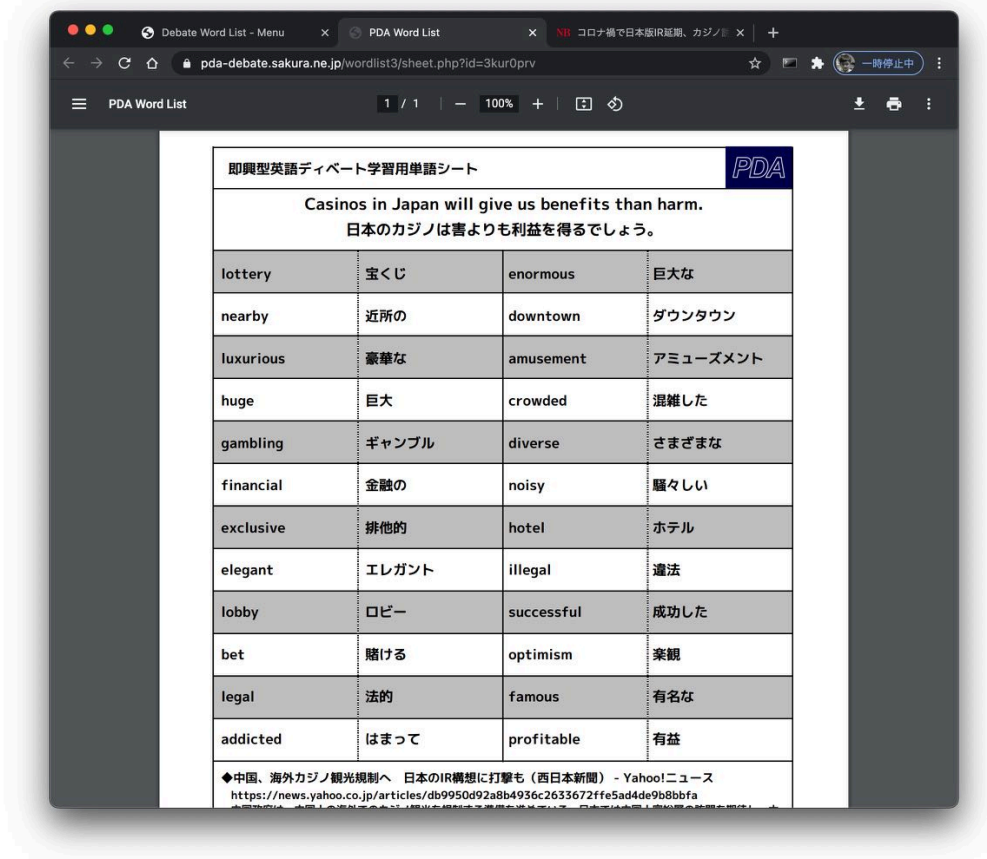 Debate Word List - Menu
PDA Word List
NB コロナ禍で日本版IR延期、カジノ
pda-debate.sakura.ne.jp/wordlist3/sheet.php?id=3kur0prv
一時停止中
PDA Word List
1 / 1
100%
即興型英語ディベート学習用単語シート
PDA
Casinos in Japan will give us benefits than harm.
日本のカジノは害よりも利益を得るでしょう。
lottery 宝くじ enormous 巨大な
nearby 近所の downtown ダウンタウン
luxurious 豪華な amusement アミューズメント
huge 巨大 crowded 混雑した
gambling ギャンブル diverse さまざまな
financial 金融の noisy 騒々しい
exclusive 排他的 hotel ホテル
elegant エレガント illegal 違法
lobby ロビー successful 成功した
bet 賭ける optimism 楽観
legal 法的 famous 有名な
addicted はまって profitable 有益
◆中国、海外カジノ観光規制へ 日本のIR構想に打撃も（西日本新聞） - Yahoo!ニュース
https://news.yahoo.co.jp/articles/db9950d92a8b4936c2633672ffe5ad4de9b8bbfa